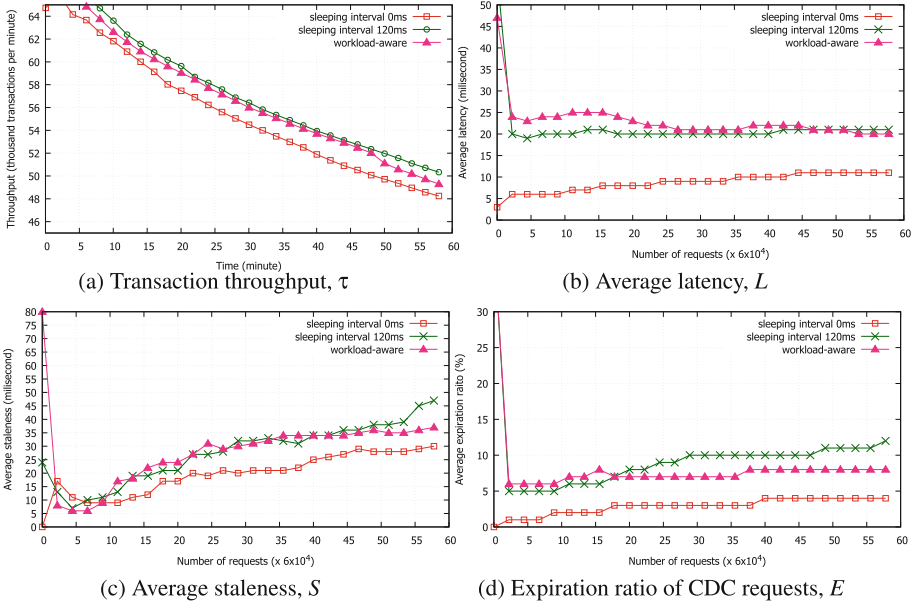 Throughput (thousand transactions per minute)
64
62
60
58
56
54
52
50
48
46
sleeping interval 0ms
sleeping interval 120ms
workload-aware
0 5 10 15 20 25 30 35 40 45 50 55 60
Time (minute)
(a) Transaction throughput, τ
Average latency (milisecond)
50
45
40
35
30
25
20
15
10
5
0
sleeping interval 0ms
sleeping interval 120ms
workload-aware
0 5 10 15 20 25 30 35 40 45 50 55 60
Number of requests (x 6x10⁴)
(b) Average latency, L
Average staleness (milisecond)
80
75
70
65
60
55
50
45
40
35
30
25
20
15
10
5
0
sleeping interval 0ms
sleeping interval 120ms
workload-aware
0 5 10 15 20 25 30 35 40 45 50 55 60
Number of requests (x 6x10⁴)
(c) Average staleness, S
Average expiration raito (%)
30
25
20
15
10
5
0
sleeping interval 0ms
sleeping interval 120ms
workload-aware
0 5 10 15 20 25 30 35 40 45 50 55 60
Number of requests (x 6x10⁴)
(d) Expiration ratio of CDC requests, E